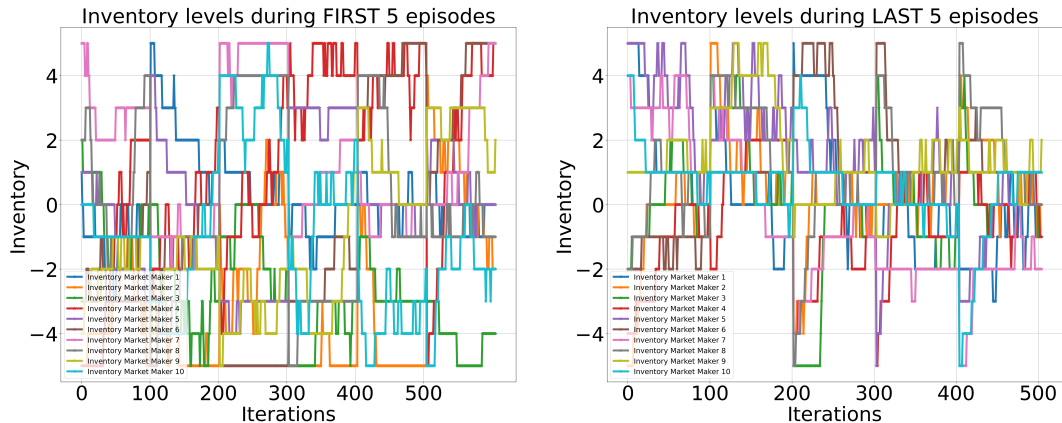 Inventory levels during FIRST 5 episodes
4
2
0
−2
−4
Inventory
Inventory Market Maker 1
Inventory Market Maker 2
Inventory Market Maker 3
Inventory Market Maker 4
Inventory Market Maker 5
Inventory Market Maker 6
Inventory Market Maker 7
Inventory Market Maker 8
Inventory Market Maker 9
Inventory Market Maker 10
0 100 200 300 400 500
Iterations
Inventory levels during LAST 5 episodes
4
2
0
−2
−4
Inventory
Inventory Market Maker 1
Inventory Market Maker 2
Inventory Market Maker 3
Inventory Market Maker 4
Inventory Market Maker 5
Inventory Market Maker 6
Inventory Market Maker 7
Inventory Market Maker 8
Inventory Market Maker 9
Inventory Market Maker 10
0 100 200 300 400 500
Iterations